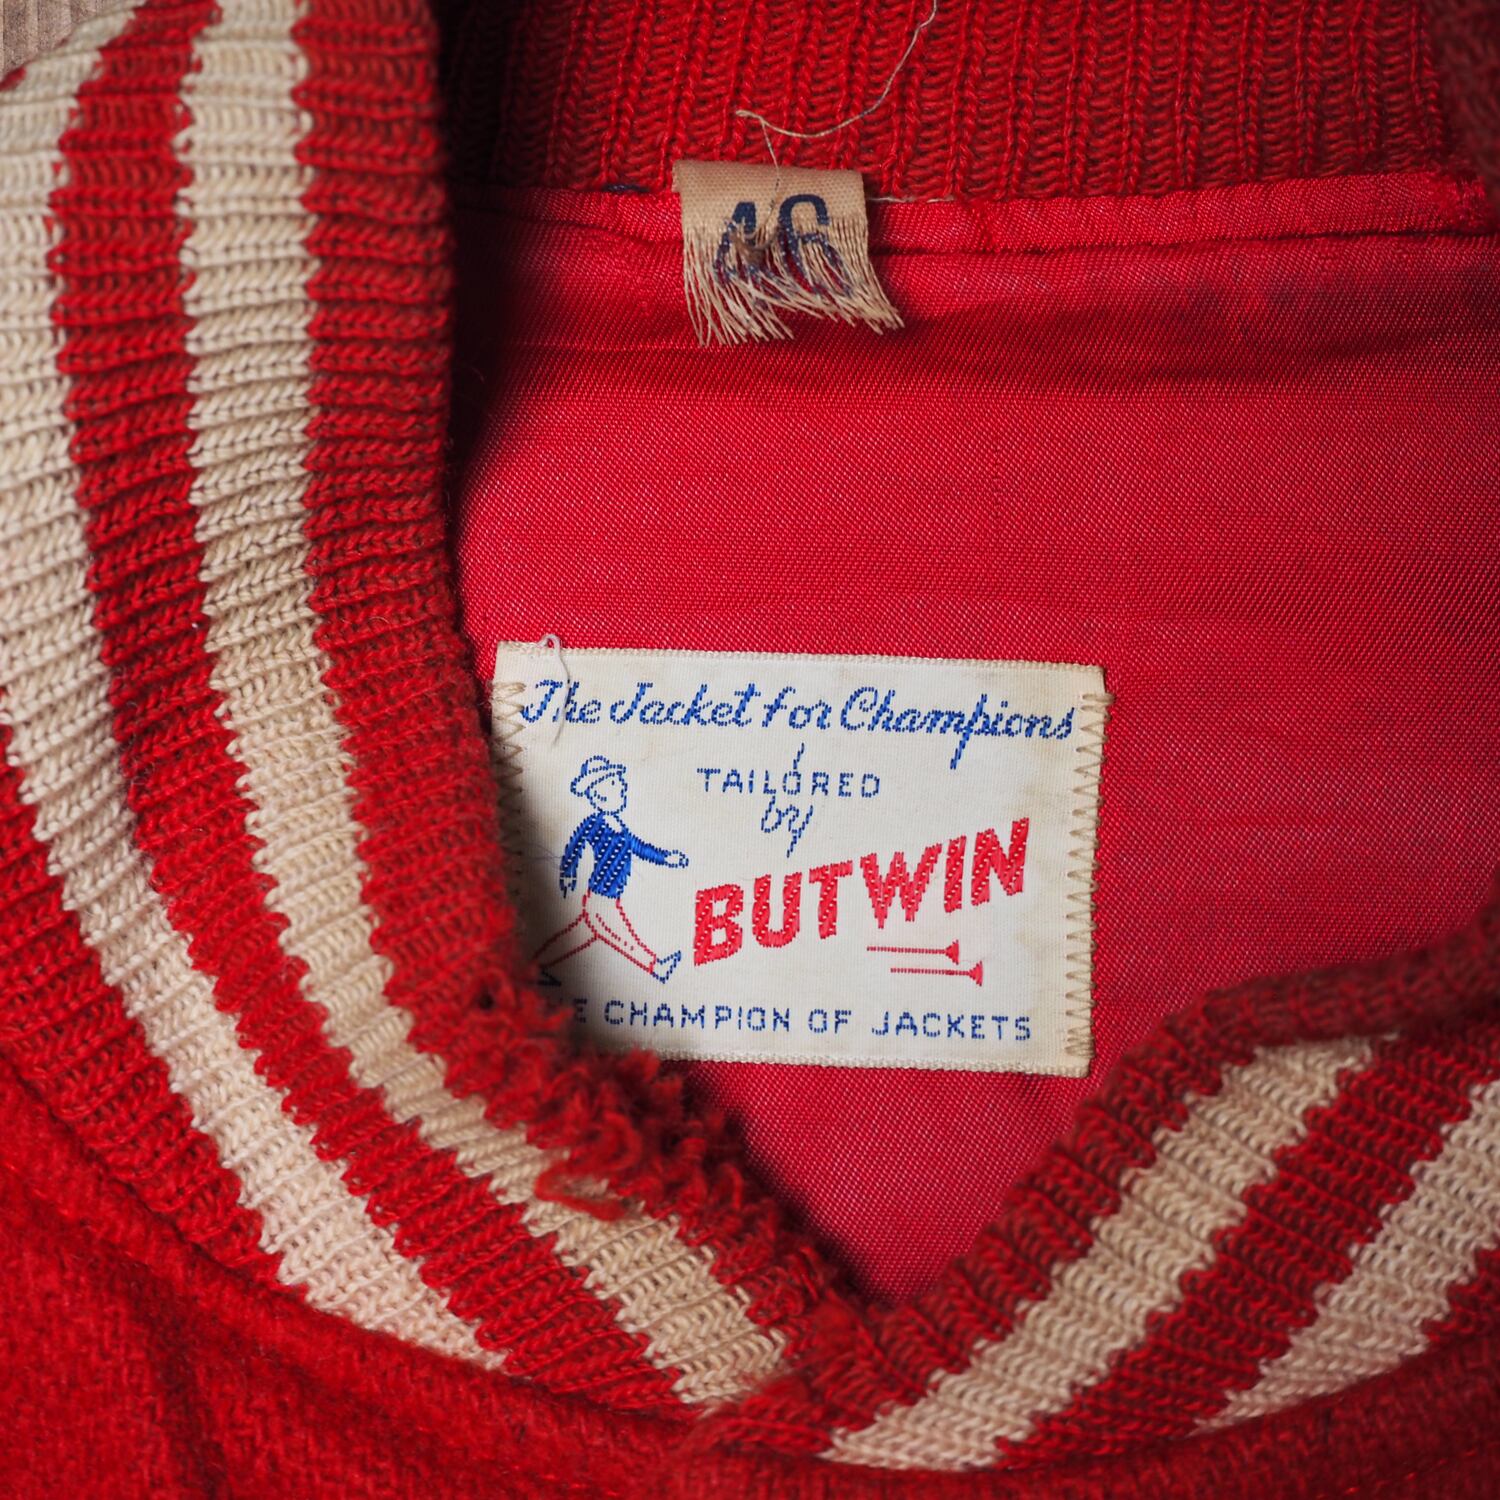 46
The Jacket for Champions
TAILORED
by
BUTWIN
E CHAMPION OF JACKETS